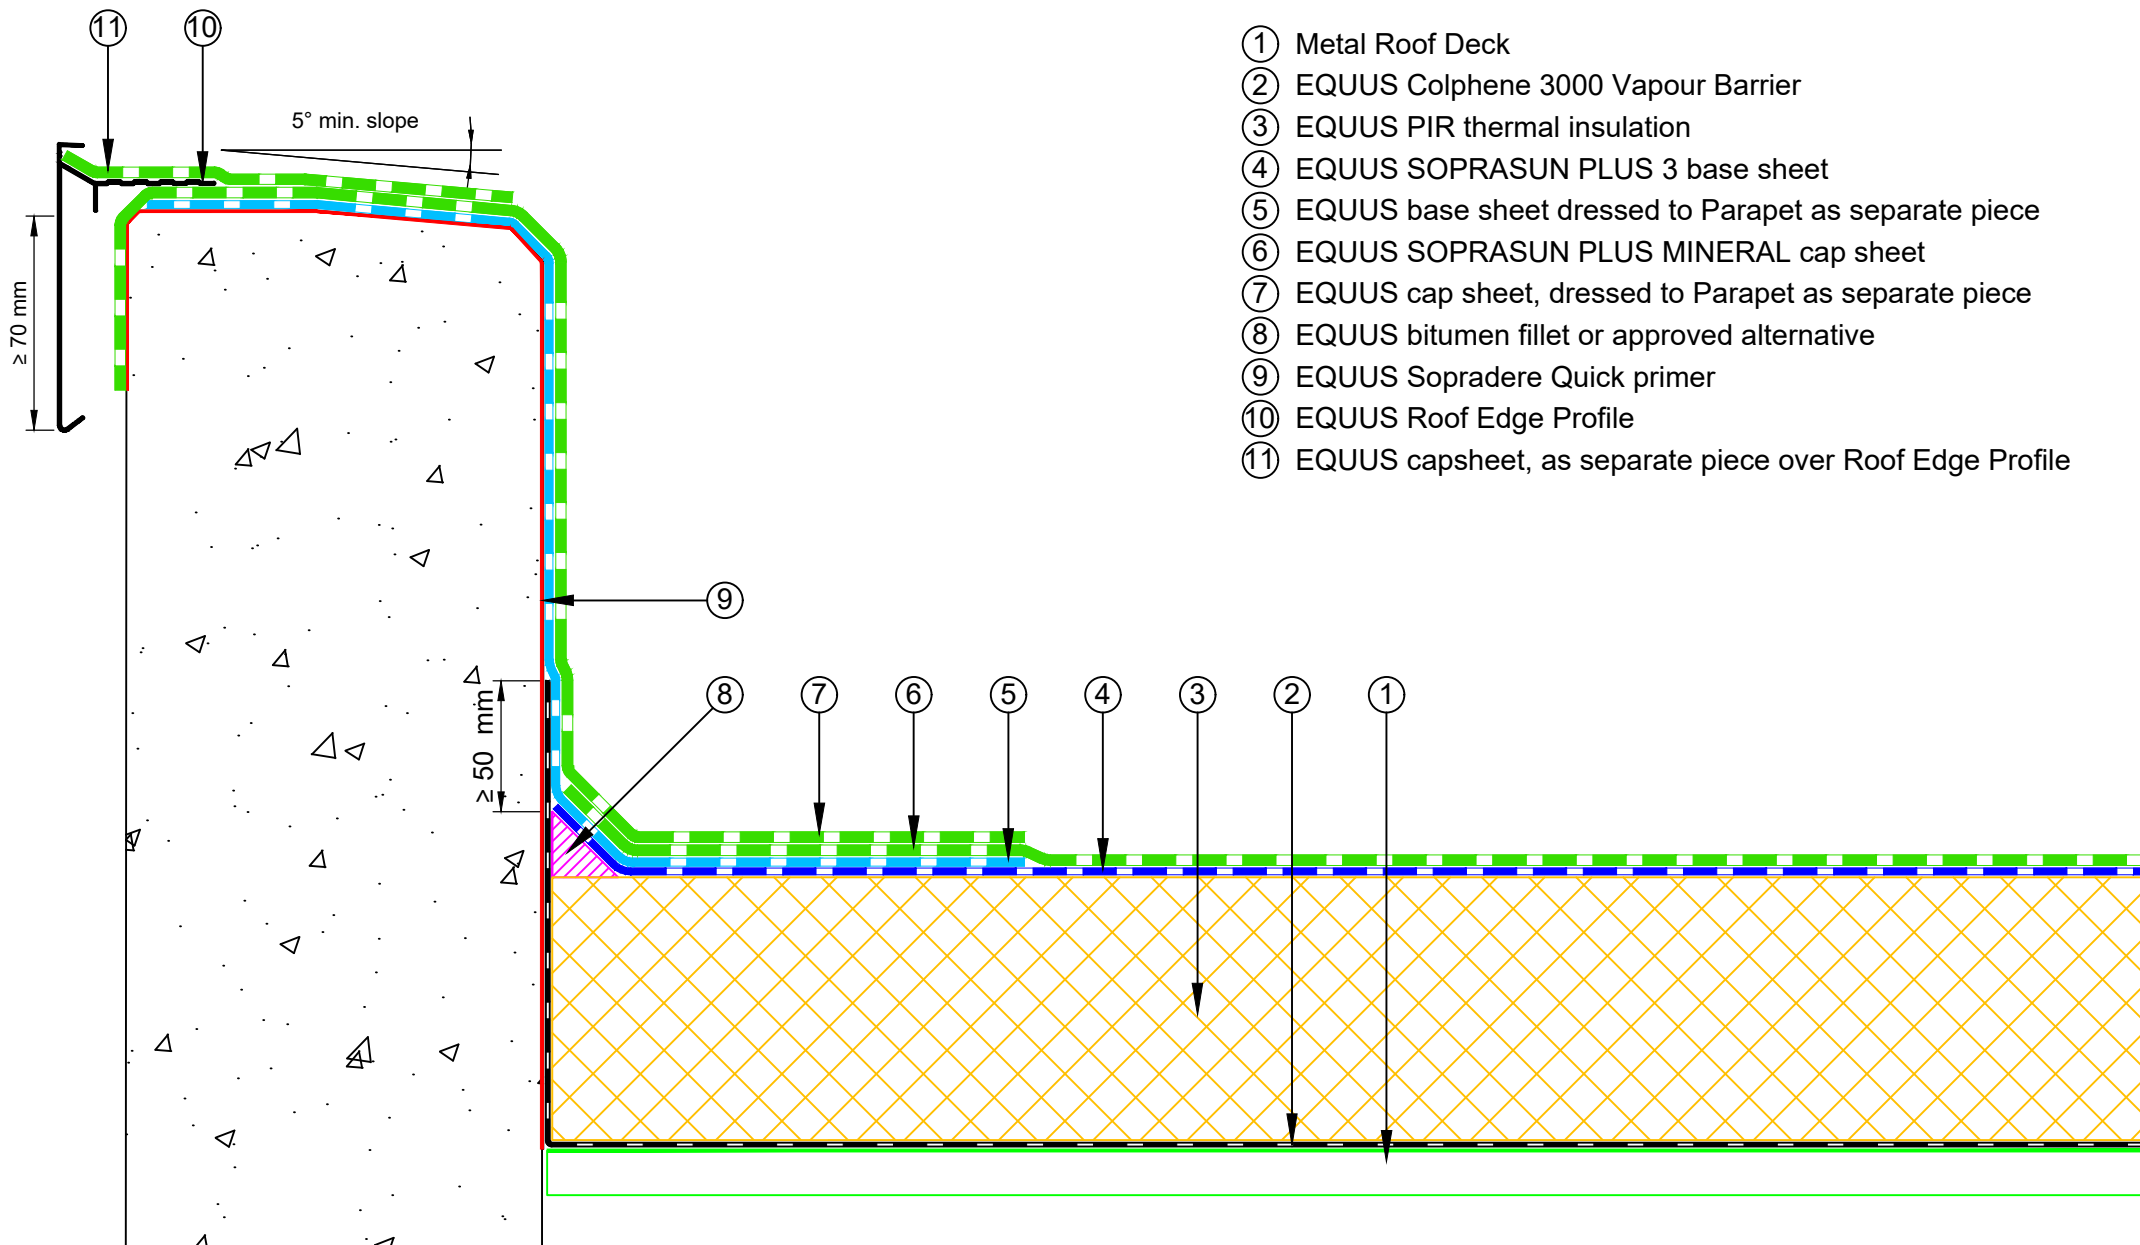 11 10
5° min. slope
≥ 70 mm
1 Metal Roof Deck
2 EQUUS Colphene 3000 Vapour Barrier
3 EQUUS PIR thermal insulation
4 EQUUS SOPRASUN PLUS 3 base sheet
5 EQUUS base sheet dressed to Parapet as separate piece
6 EQUUS SOPRASUN PLUS MINERAL cap sheet
7 EQUUS cap sheet, dressed to Parapet as separate piece
8 EQUUS bitumen fillet or approved alternative
9 EQUUS Sopradere Quick primer
10 EQUUS Roof Edge Profile
11 EQUUS capsheet, as separate piece over Roof Edge Profile
9
≥ 50 mm
8 7 6 5 4 3 2 1